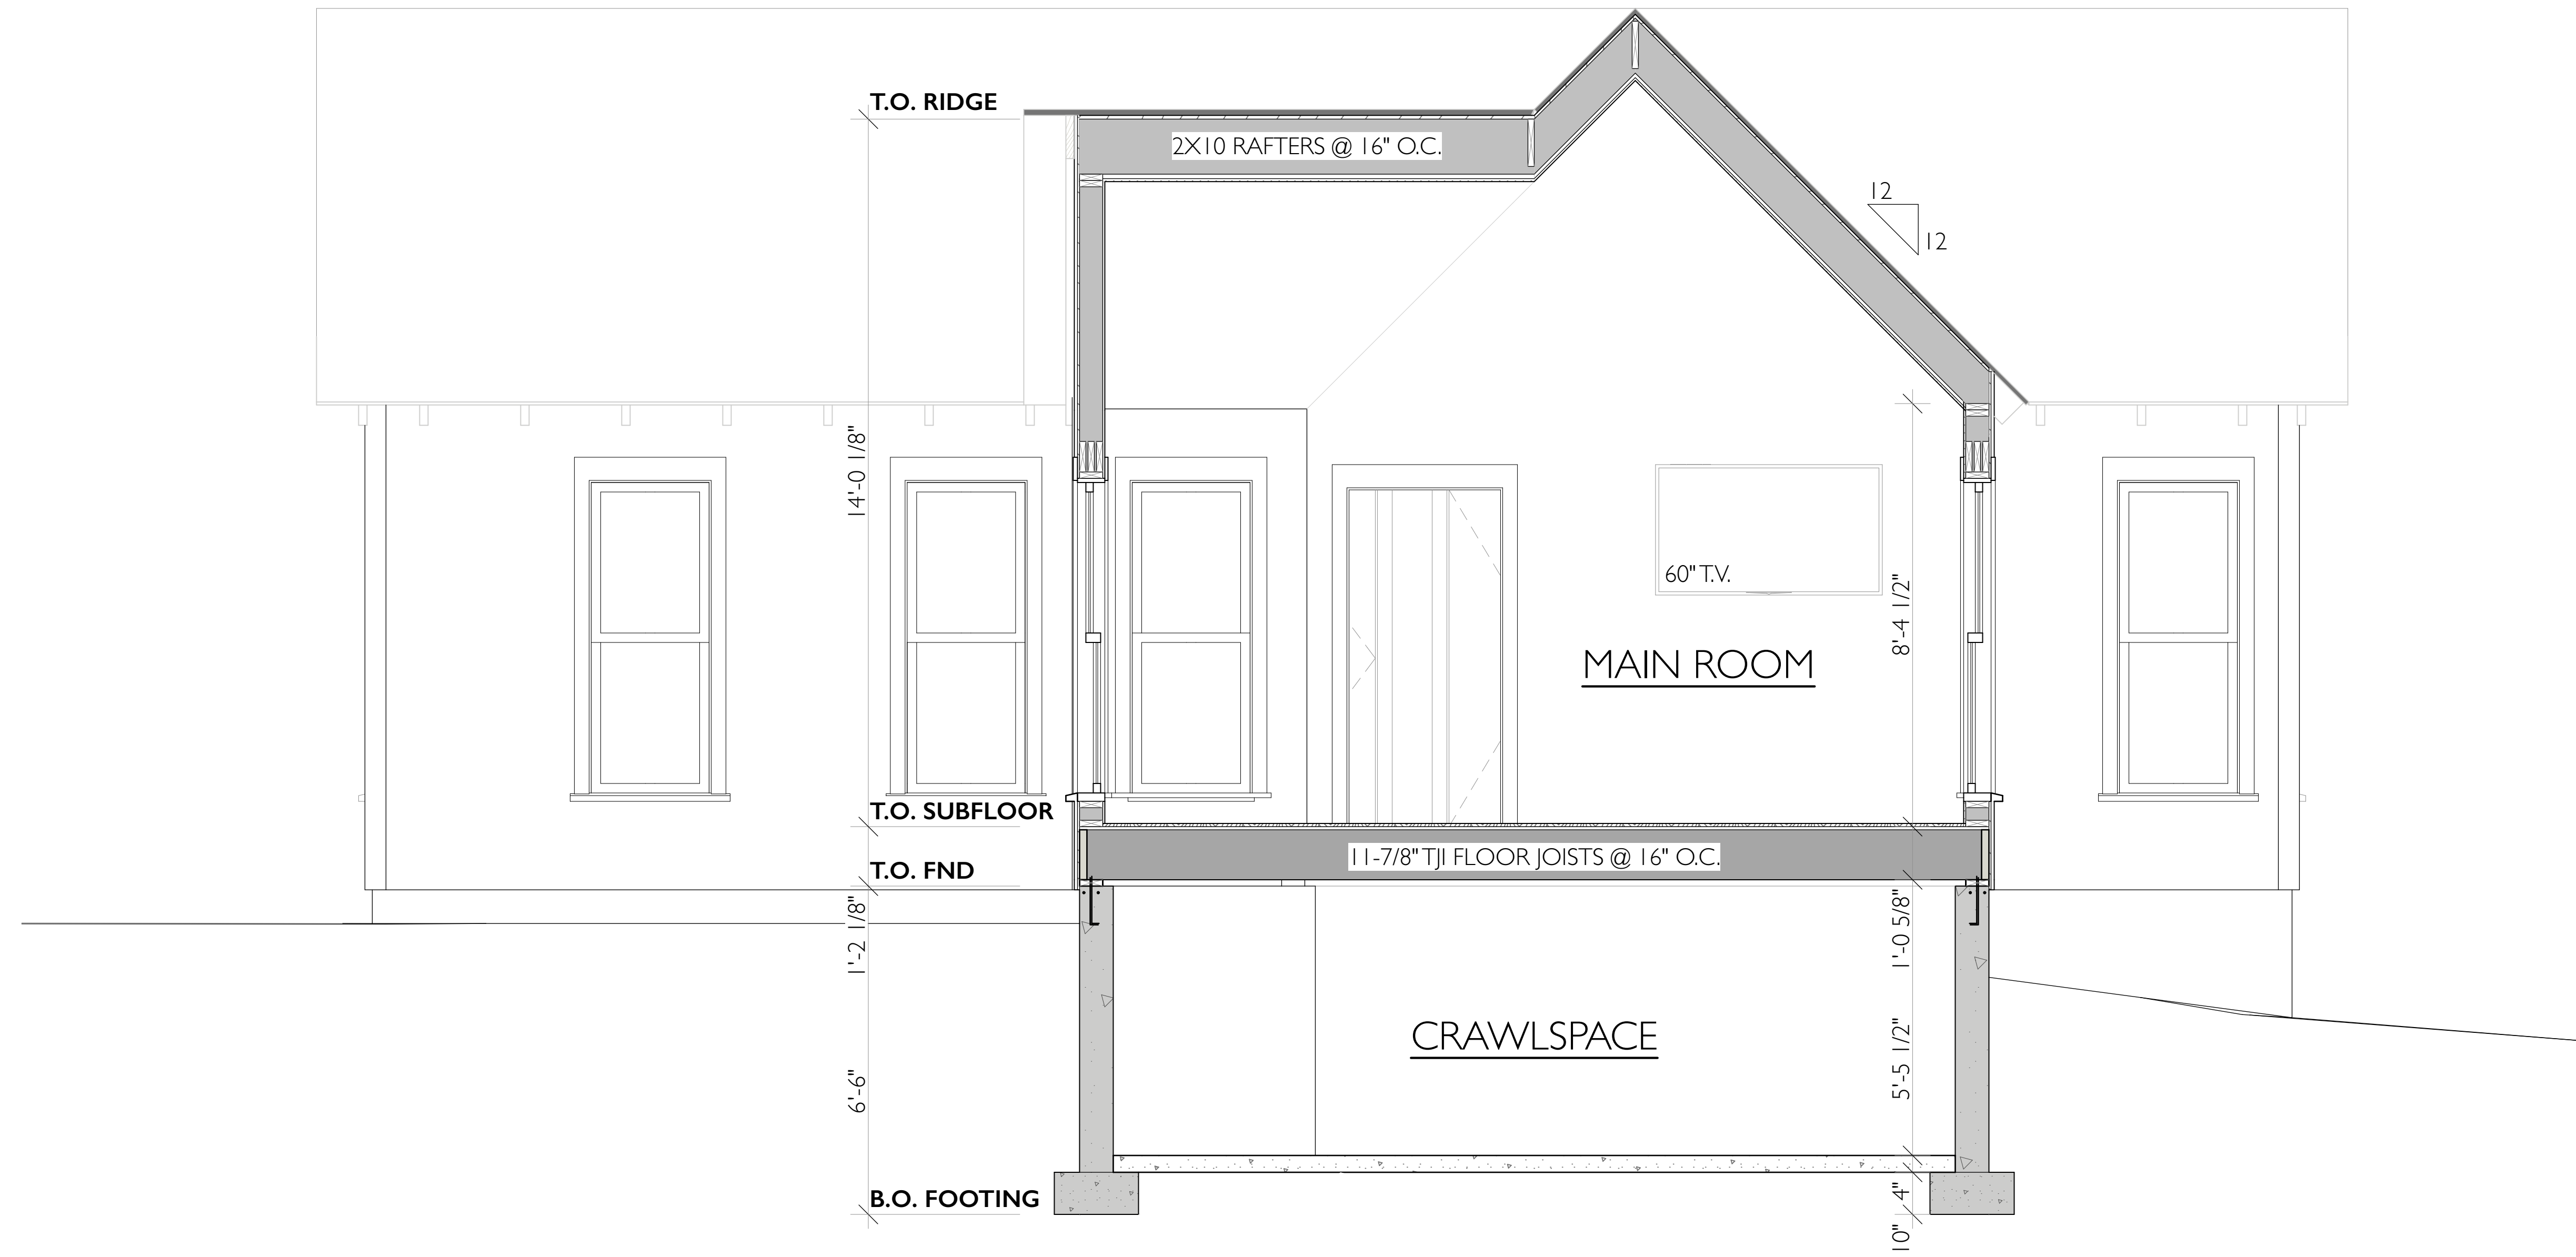 T.O. RIDGE
2X10 RAFTERS @ 16" O.C.
12
12
14'-0 1/8"
60" T.V.
8'-4 1/2"
MAIN ROOM
T.O. SUBFLOOR
11-7/8" TJI FLOOR JOISTS @ 16" O.C.
T.O. FND
1'-2 1/8"
1'-0 5/8"
CRAWLSPACE
5'-5 1/2"
6'-6"
B.O. FOOTING
4"
10"